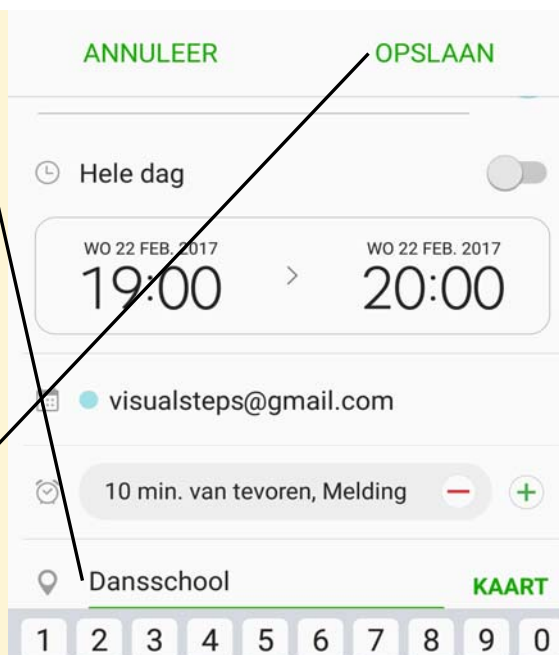 ANNULEER OPSLAAN
Hele dag
WO 22 FEB. 2017 WO 22 FEB. 2017
19:00 > 20:00
visualsteps@gmail.com
10 min. van tevoren, Melding
Dansschool KAART
1 2 3 4 5 6 7 8 9 0